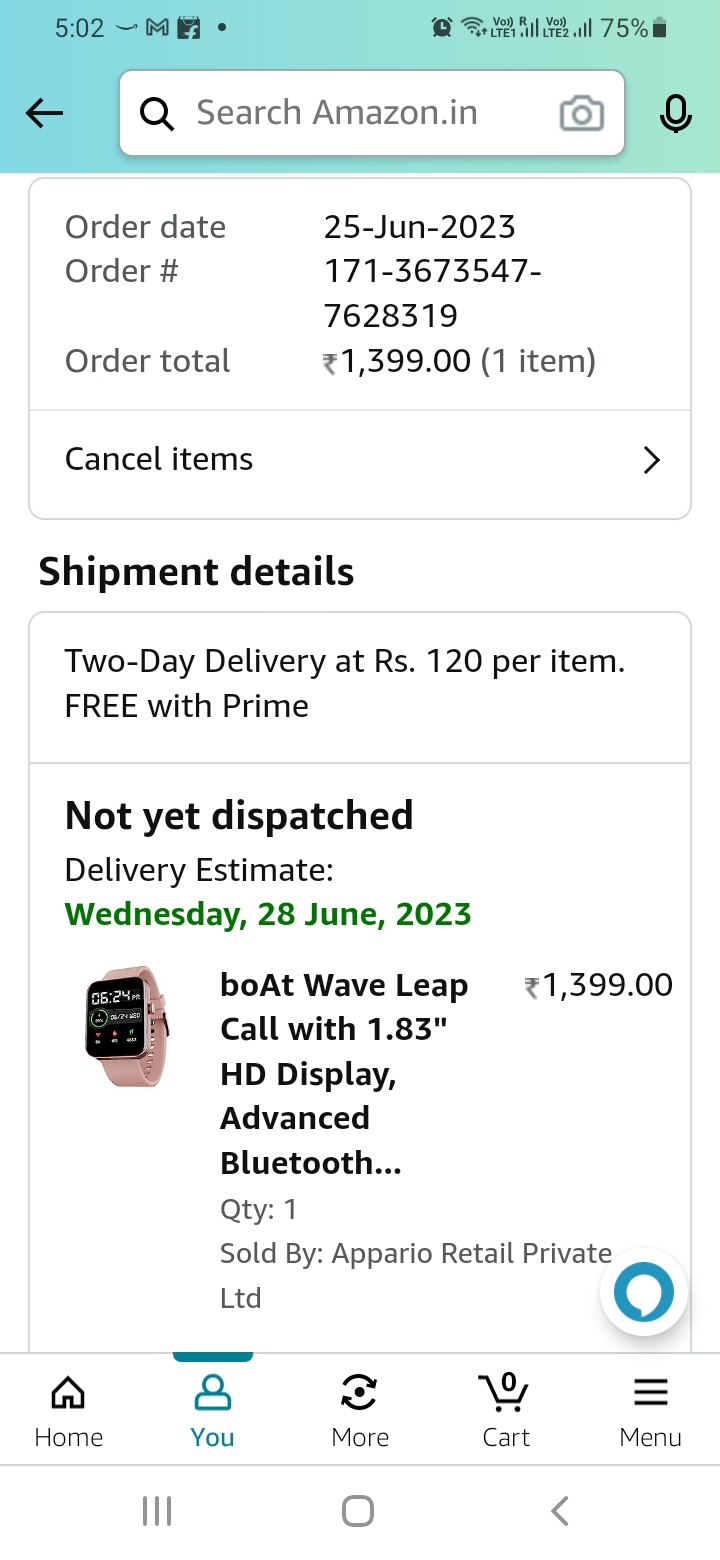 5:02
Vo) R Vo)
LTE1 LTE2 75%
Search Amazon.in
Order date 25-Jun-2023
Order # 171-3673547-
7628319
Order total ₹1,399.00 (1 item)
Cancel items
Shipment details
Two-Day Delivery at Rs. 120 per item.
FREE with Prime
Not yet dispatched
Delivery Estimate:
Wednesday, 28 June, 2023
06:24 PM
boAt Wave Leap ₹1,399.00
Call with 1.83"
HD Display,
Advanced
Bluetooth...
Qty: 1
Sold By: Appario Retail Private
Ltd
0
Home You More Cart Menu